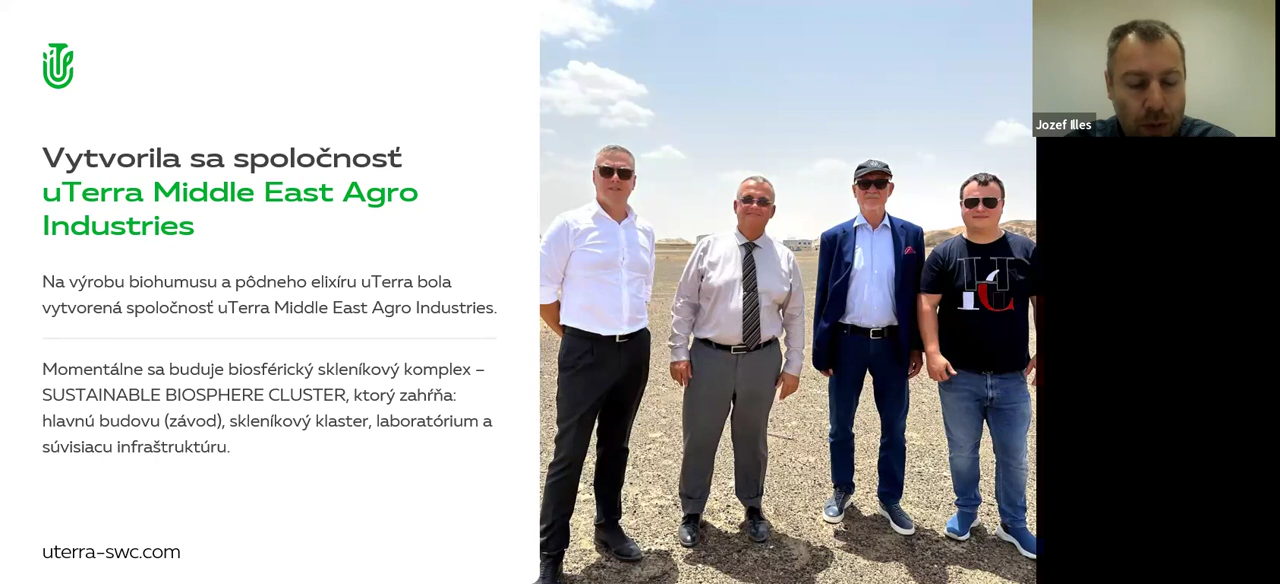 Vytvorila sa spoločnosť
uTerra Middle East Agro
Industries
Na výrobu biohumusu a pôdneho elixíru uTerra bola
vytvorená spoločnosť uTerra Middle East Agro Industries.
Momentálne sa buduje biosférický skleníkový komplex –
SUSTAINABLE BIOSPHERE CLUSTER, ktorý zahŕňa:
hlavnú budovu (závod), skleníkový klaster, laboratórium a
súvisiacu infraštruktúru.
uterra-swc.com
Jozef Illes